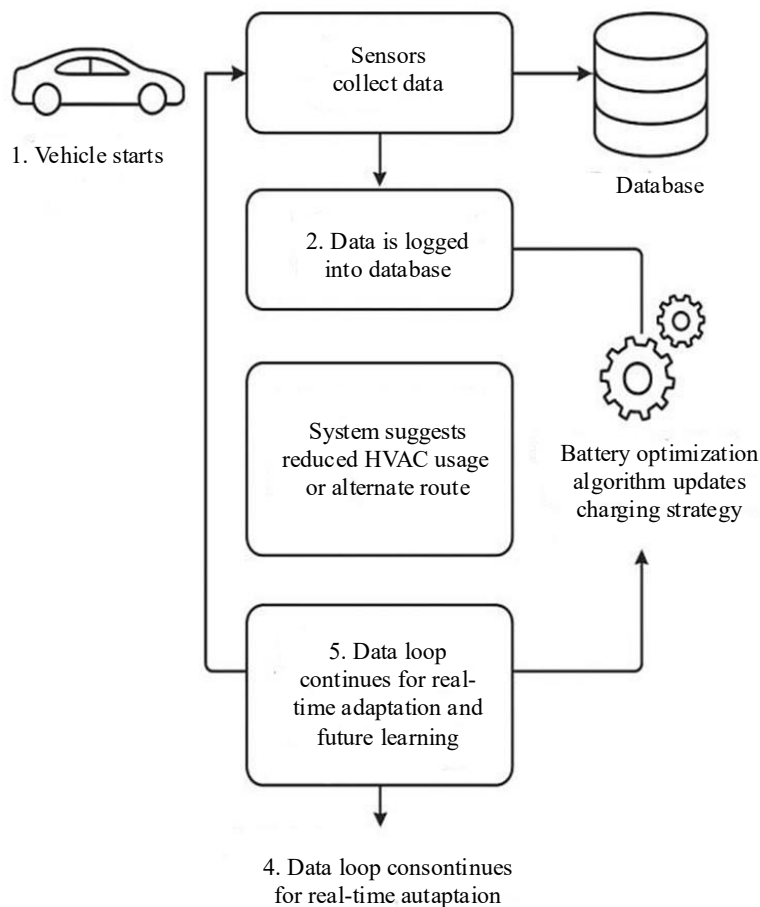 Sensors
collect data
1. Vehicle starts
Database
2. Data is logged
into database
System suggests
reduced HVAC usage
or alternate route
Battery optimization
algorithm updates
charging strategy
5. Data loop
continues for real-
time adaptation and
future learning
4. Data loop consontinues
for real-time autaptaion